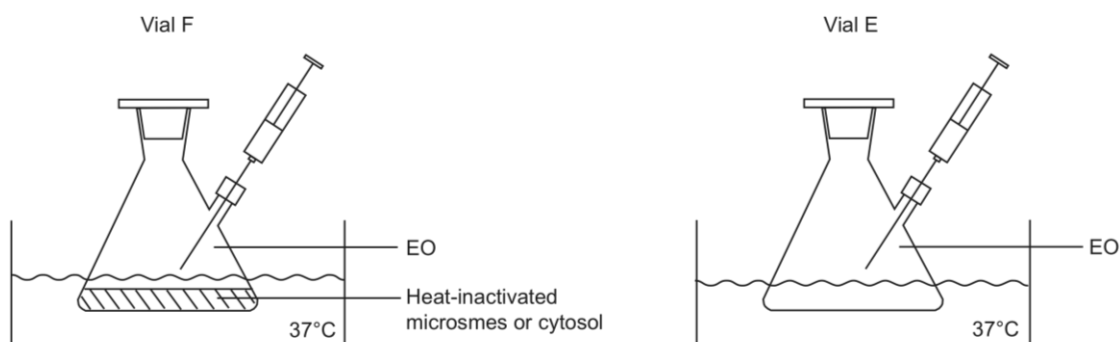 Vial F
Vial E
EO
Heat-inactivated
microsmes or cytosol
37°C
EO
37°C